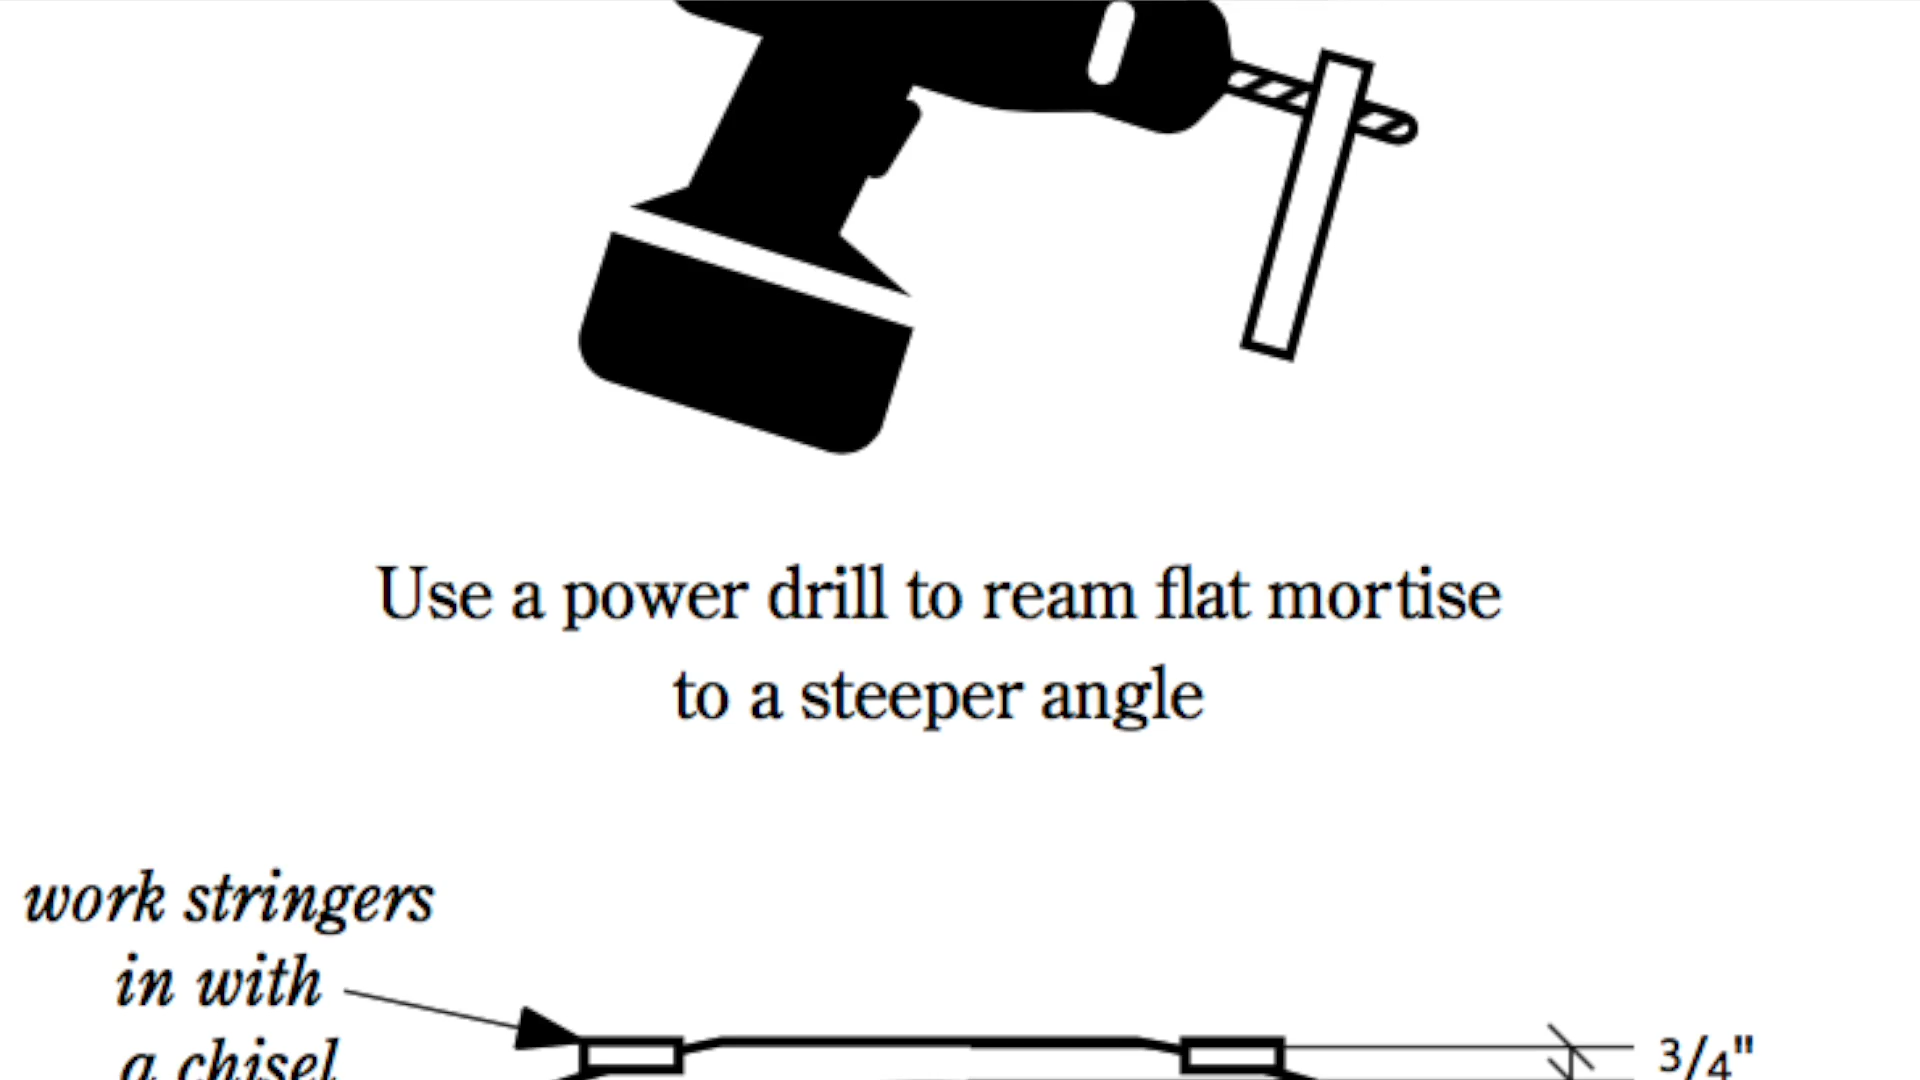 Use a power drill to ream flat mortise
to a steeper angle
work stringers
in with
a chisel
3/4"